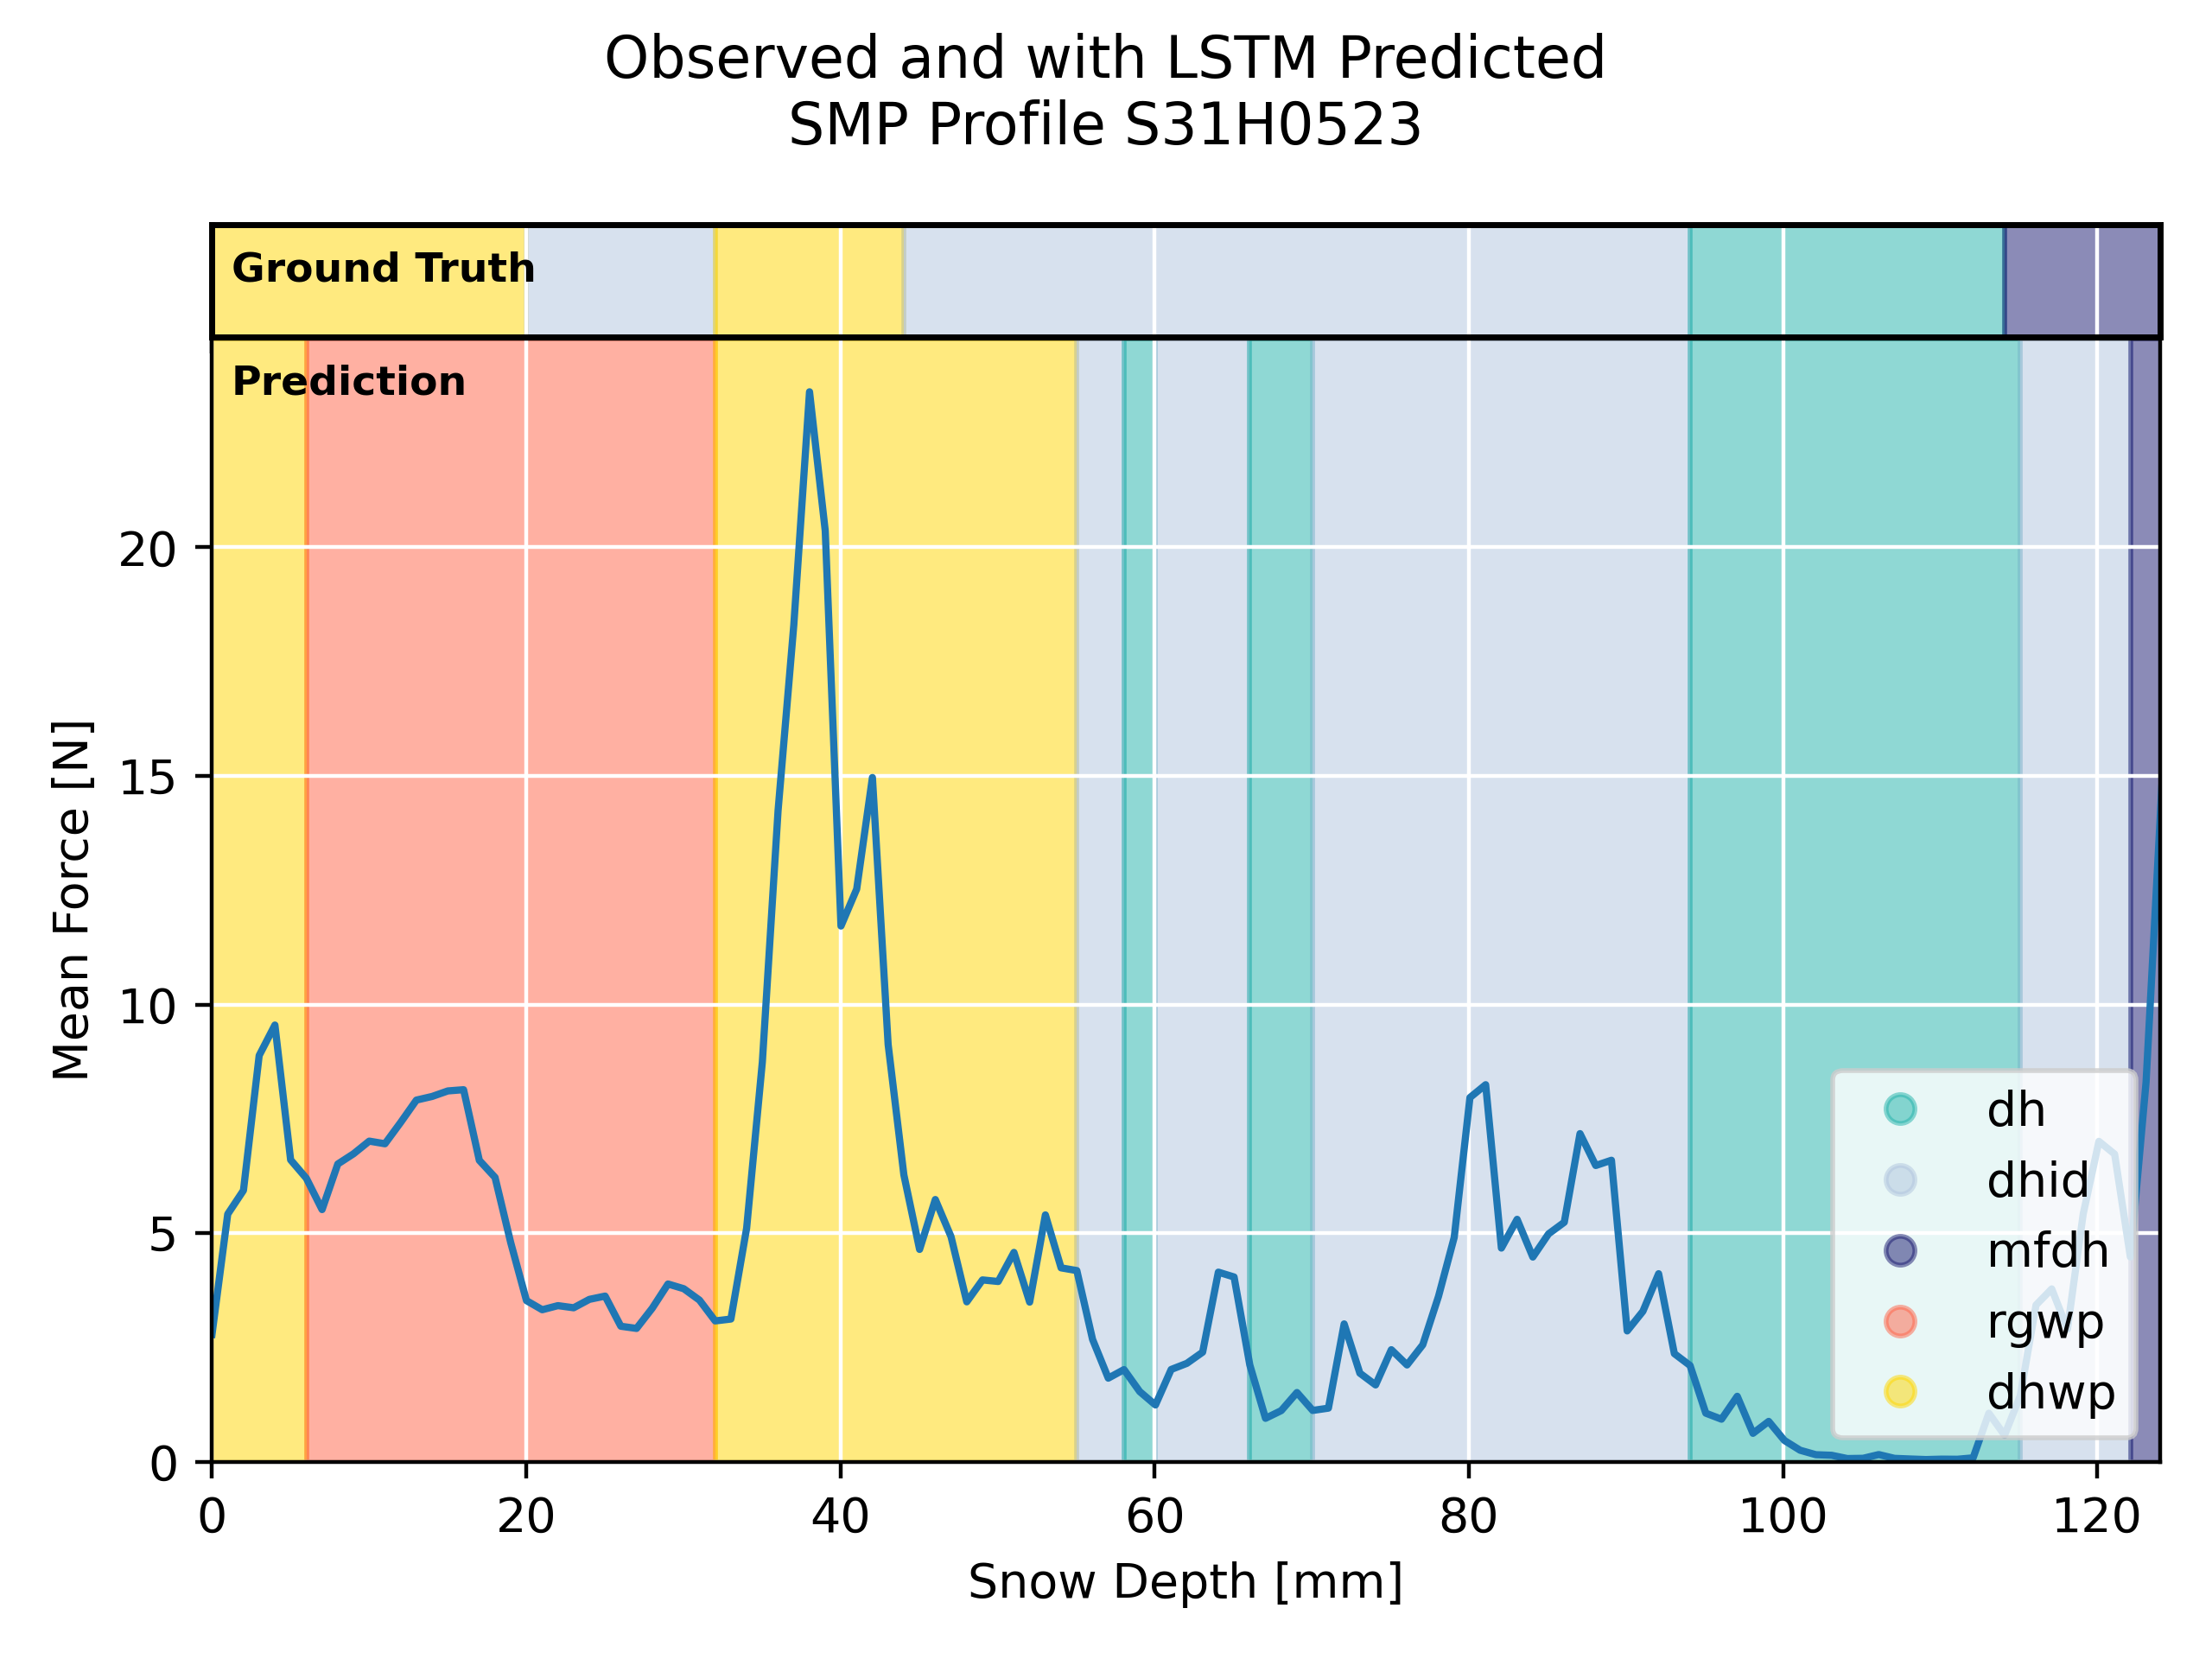 Observed and with LSTM Predicted
SMP Profile S31H0523
Ground Truth
Prediction
Mean Force [N]
20
15
10
5
0
dh
dhid
mfdh
rgwp
dhwp
0 20 40 60 80 100 120
Snow Depth [mm]